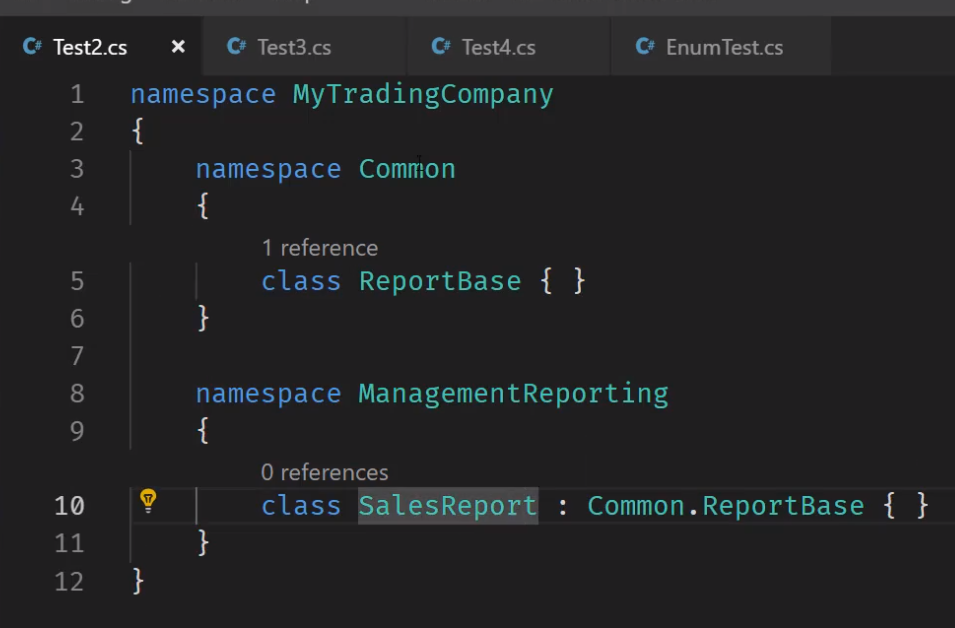 Test2.cs × Test3.cs Test4.cs EnumTest.cs
1 namespace MyTradingCompany
2 {
3 namespace Common
4 {
1 reference
5 class ReportBase { }
6 }
7
8 namespace ManagementReporting
9 {
0 references
10 class SalesReport : Common.ReportBase { }
11 }
12 }